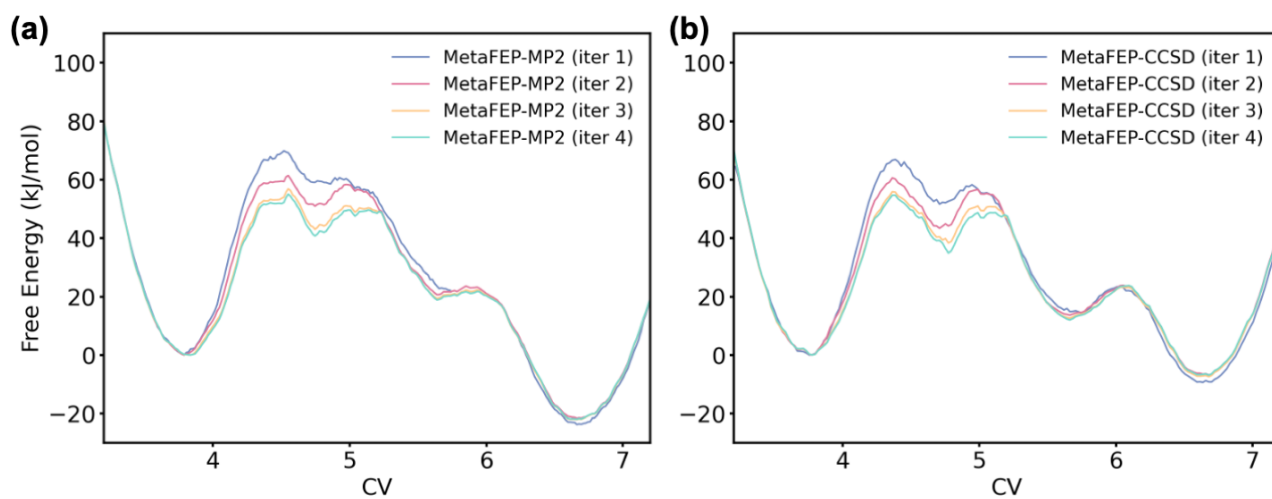 (a)
Free Energy (kJ/mol)
100
80
60
40
20
0
−20
MetaFEP-MP2 (iter 1)
MetaFEP-MP2 (iter 2)
MetaFEP-MP2 (iter 3)
MetaFEP-MP2 (iter 4)
4 5 6 7
CV
(b)
100
80
60
40
20
0
−20
MetaFEP-CCSD (iter 1)
MetaFEP-CCSD (iter 2)
MetaFEP-CCSD (iter 3)
MetaFEP-CCSD (iter 4)
4 5 6 7
CV